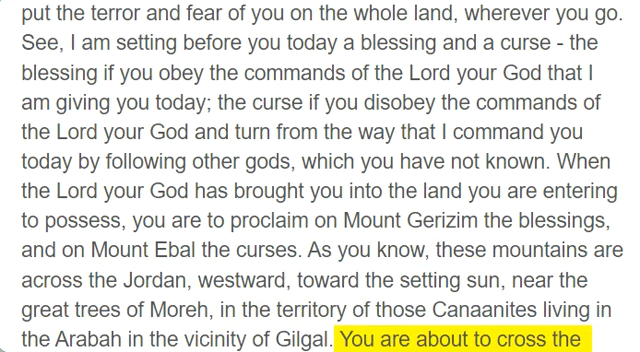 put the terror and fear of you on the whole land, wherever you go.
See, I am setting before you today a blessing and a curse - the
blessing if you obey the commands of the Lord your God that I
am giving you today; the curse if you disobey the commands of
the Lord your God and turn from the way that I command you
today by following other gods, which you have not known. When
the Lord your God has brought you into the land you are entering
to possess, you are to proclaim on Mount Gerizim the blessings,
and on Mount Ebal the curses. As you know, these mountains are
across the Jordan, westward, toward the setting sun, near the
great trees of Moreh, in the territory of those Canaanites living in
the Arabah in the vicinity of Gilgal. You are about to cross the